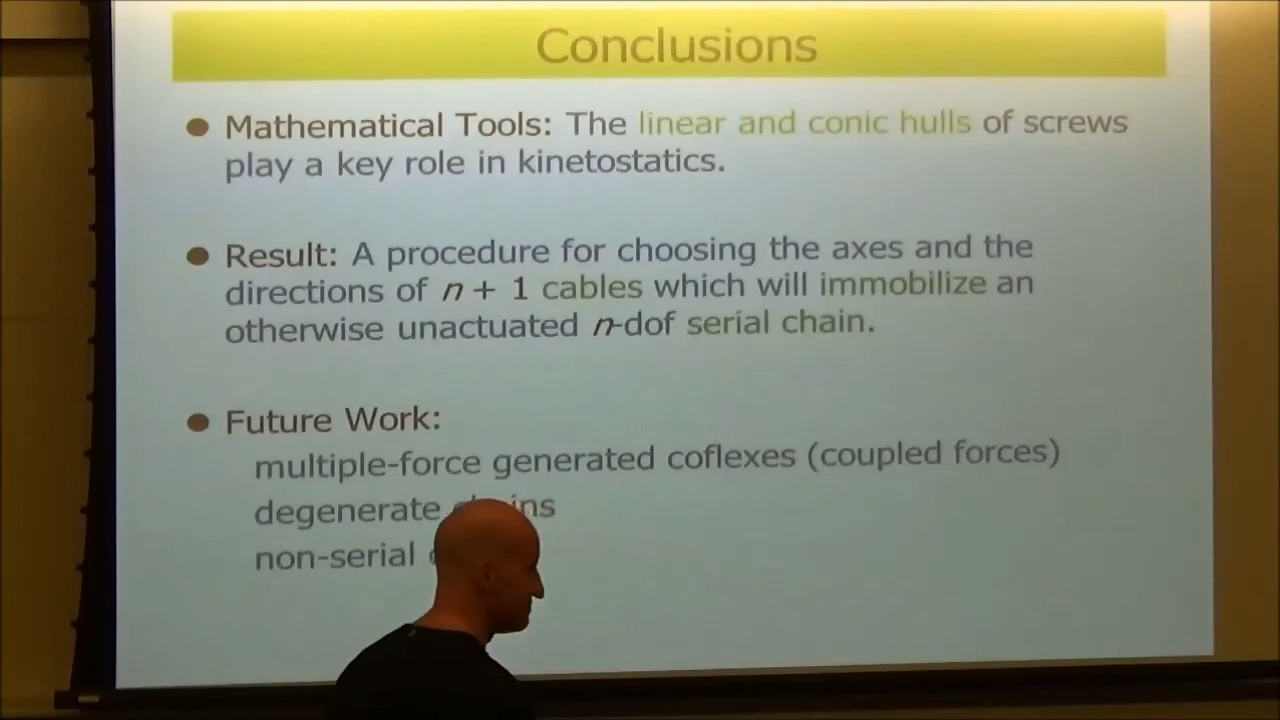 Conclusions
Mathematical Tools: The linear and conic hulls of screws
play a key role in kinetostatics.
Result: A procedure for choosing the axes and the
directions of n + 1 cables which will immobilize an
otherwise unactuated n-dof serial chain.
Future Work:
multiple-force generated coflexes (coupled forces)
degenerate
non-serial